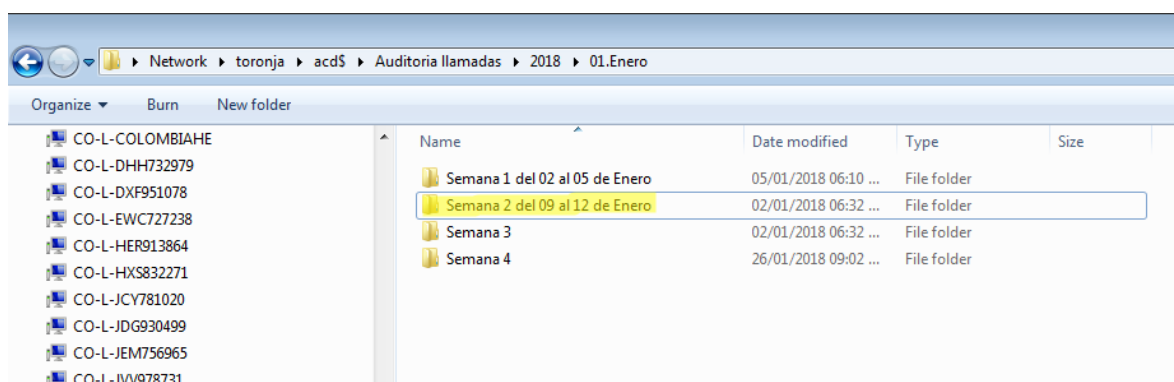 Network ▸ toronja ▸ acd$ ▸ Auditoria llamadas ▸ 2018 ▸ 01.Enero
Organize Burn New folder
CO-L-COLOMBIAHE
CO-L-DHH732979
CO-L-DXF951078
CO-L-EWC727238
CO-L-HER913864
CO-L-HXS832271
CO-L-JCY781020
CO-L-JDG930499
CO-L-JEM756965
CO-L-JVV978731
Name Date modified Type Size
Semana 1 del 02 al 05 de Enero 05/01/2018 06:10 ... File folder
Semana 2 del 09 al 12 de Enero 02/01/2018 06:32 ... File folder
Semana 3 02/01/2018 06:32 ... File folder
Semana 4 26/01/2018 09:02 ... File folder